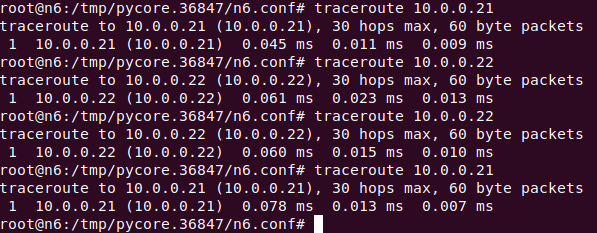 root@n6:/tmp/pycore.36847/n6.conf# traceroute 10.0.0.21
traceroute to 10.0.0.21 (10.0.0.21), 30 hops max, 60 byte packets
 1  10.0.0.21 (10.0.0.21)  0.045 ms  0.011 ms  0.009 ms
root@n6:/tmp/pycore.36847/n6.conf# traceroute 10.0.0.22
traceroute to 10.0.0.22 (10.0.0.22), 30 hops max, 60 byte packets
 1  10.0.0.22 (10.0.0.22)  0.061 ms  0.023 ms  0.013 ms
root@n6:/tmp/pycore.36847/n6.conf# traceroute 10.0.0.22
traceroute to 10.0.0.22 (10.0.0.22), 30 hops max, 60 byte packets
 1  10.0.0.22 (10.0.0.22)  0.060 ms  0.015 ms  0.010 ms
root@n6:/tmp/pycore.36847/n6.conf# traceroute 10.0.0.21
traceroute to 10.0.0.21 (10.0.0.21), 30 hops max, 60 byte packets
 1  10.0.0.21 (10.0.0.21)  0.078 ms  0.013 ms  0.007 ms
root@n6:/tmp/pycore.36847/n6.conf#